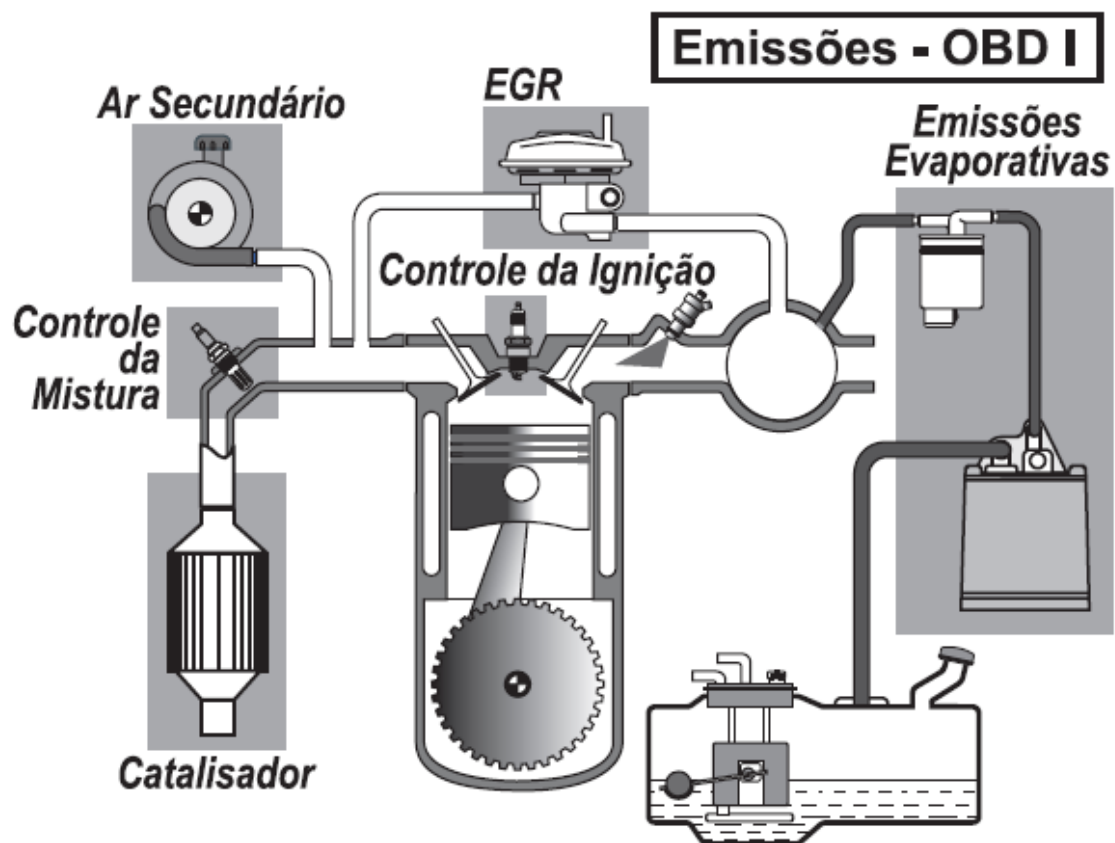 Emissões - OBD I
Ar Secundário
EGR
Emissões
Evaporativas
Controle da Ignição
Controle
da
Mistura
Catalisador